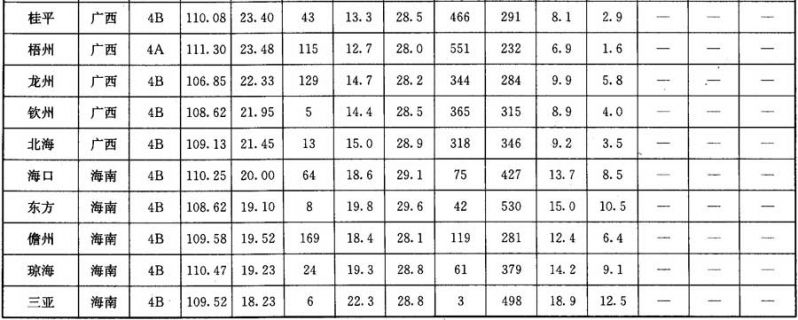 桂平 广西 4B 110.08 23.40 43 13.3 28.5 466 291 8.1 2.9 — — —
梧州 广西 4A 111.30 23.48 115 12.7 28.0 551 232 6.9 1.6 — — —
龙州 广西 4B 106.85 22.33 129 14.7 28.2 344 284 9.9 5.8 — — —
钦州 广西 4B 108.62 21.95 5 14.4 28.5 365 315 8.9 4.0 — — —
北海 广西 4B 109.13 21.45 13 15.0 28.9 318 346 9.2 3.5 — — —
海口 海南 4B 110.25 20.00 64 18.6 29.1 75 427 13.7 8.5 — — —
东方 海南 4B 108.62 19.10 8 19.8 29.6 42 530 15.0 10.5 — — —
儋州 海南 4B 109.58 19.52 169 18.4 28.1 119 281 12.4 6.4 — — —
琼海 海南 4B 110.47 19.23 24 19.3 28.8 61 379 14.2 9.1 — — —
三亚 海南 4B 109.52 18.23 6 22.3 28.8 3 498 18.9 12.5 — — —